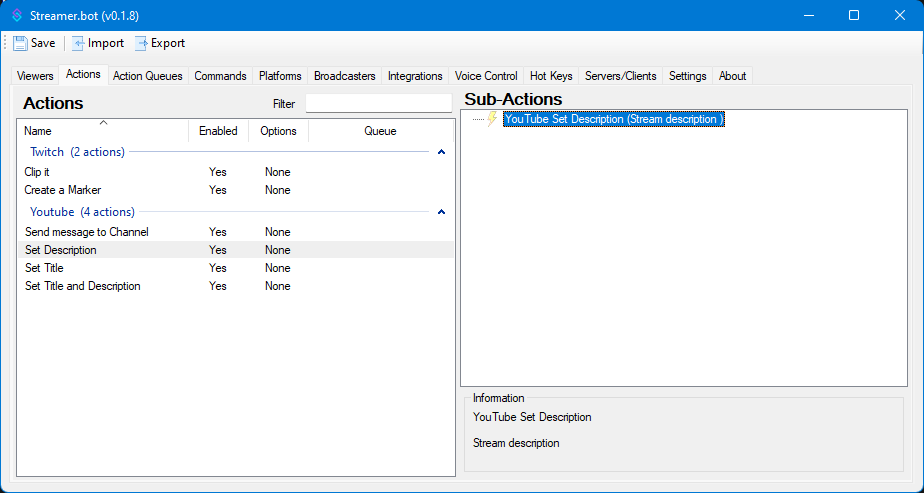 Streamer.bot (v0.1.8)
Save Import Export
Viewers Actions Action Queues Commands Platforms Broadcasters Integrations Voice Control Hot Keys Servers/Clients Settings About
Actions Filter
Name Enabled Options Queue
Twitch (2 actions)
Clip it Yes None
Create a Marker Yes None
Youtube (4 actions)
Send message to Channel Yes None
Set Description Yes None
Set Title Yes None
Set Title and Description Yes None
Sub-Actions
YouTube Set Description (Stream description )
Information
YouTube Set Description
Stream description